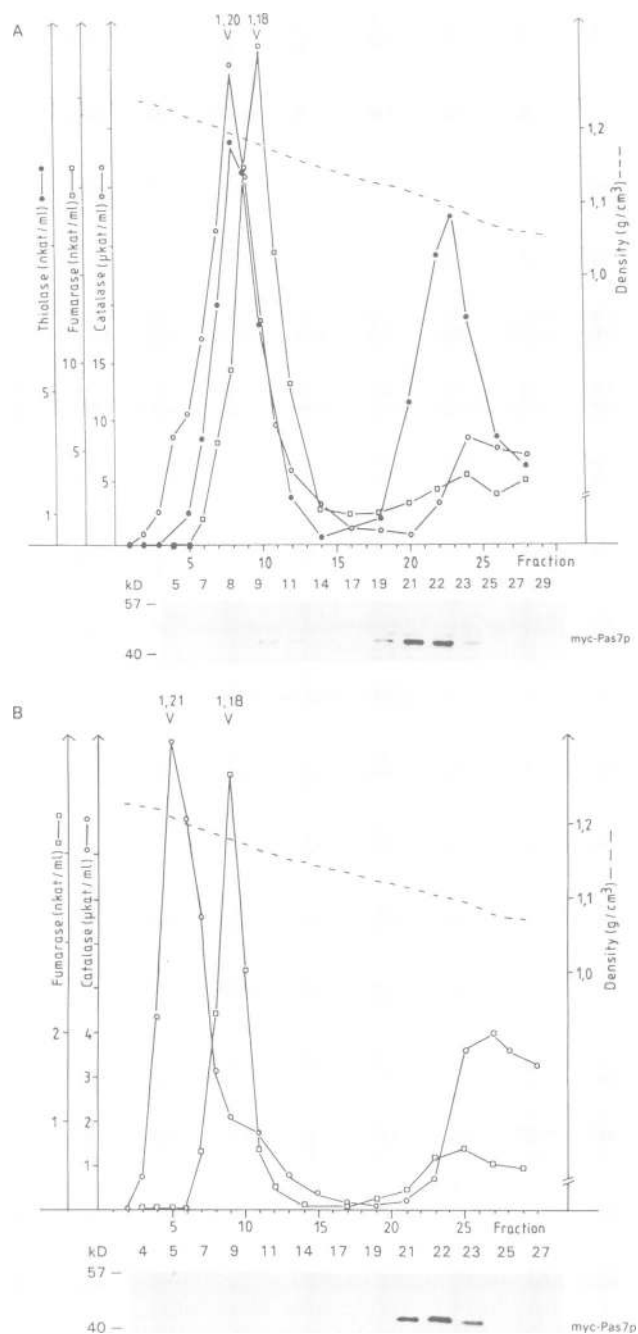 A
1,20 1,18
Thiolase (nkat/ml) ●—●
Fumarase (nkat/ml) □—□
Catalase (μkat/ml) ○—○
Density (g/cm³) – – –
1,2
1,1
1,0
10 15
5 10
5 5
1
5 10 15 20 25 Fraction
kD 5 7 8 9 11 14 17 19 21 22 23 25 27 29
57 –
40 –
myc-Pas7p
B
1,21 1,18
Fumarase (nkat/ml) □—□
Catalase (μkat/ml) ○—○
Density (g/cm³) – – –
1,2
1,1
1,0
2 4
3
1 2
1
5 10 15 20 25 Fraction
kD 4 5 7 9 11 14 17 19 21 22 23 25 27
57 –
40 –
myc-Pas7p